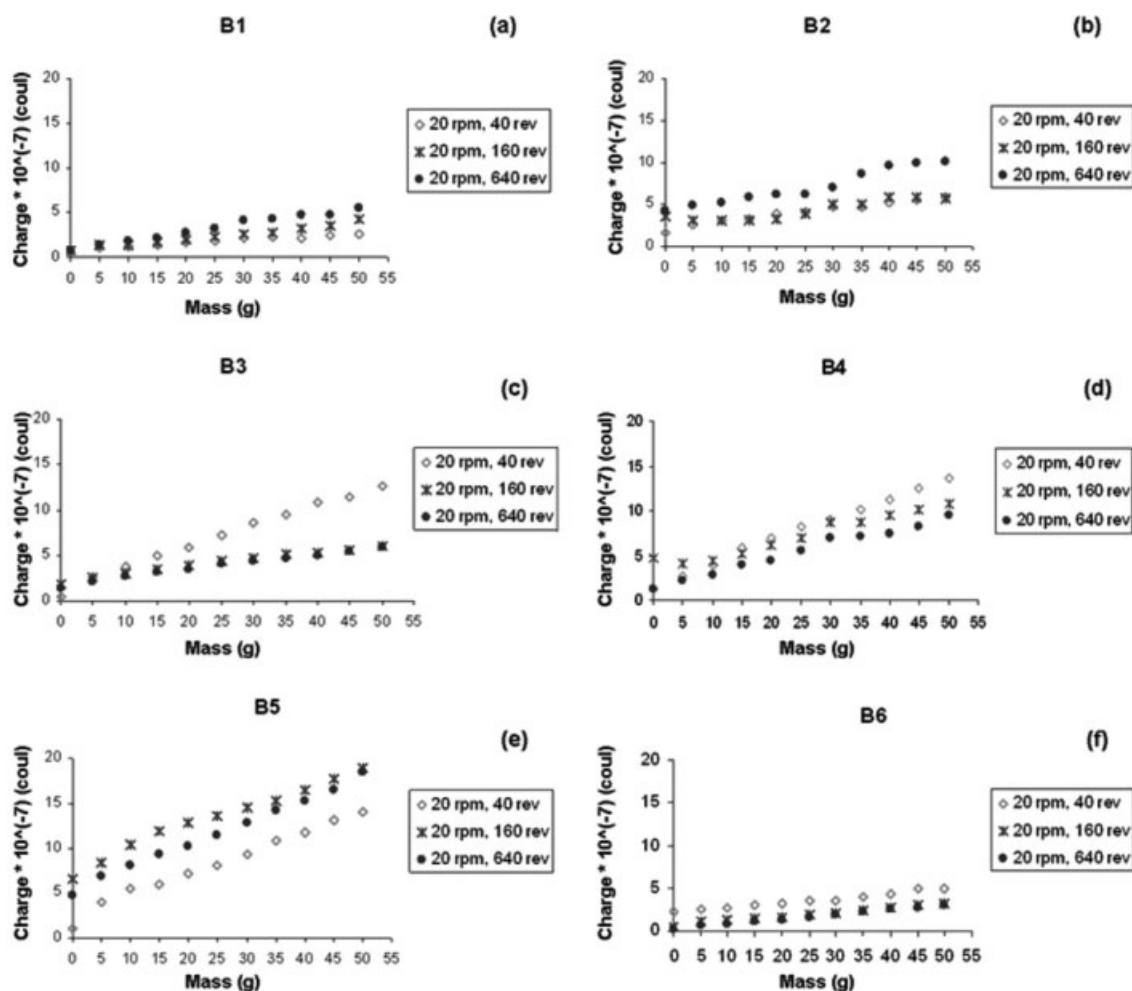 B1
(a)
Charge * 10^(-7) (coul)
20
15
10
5
0
0 5 10 15 20 25 30 35 40 45 50 55
Mass (g)
20 rpm, 40 rev
20 rpm, 160 rev
20 rpm, 640 rev
B2
(b)
Charge * 10^(-7) (coul)
20
15
10
5
0
0 5 10 15 20 25 30 35 40 45 50 55
Mass (g)
20 rpm, 40 rev
20 rpm, 160 rev
20 rpm, 640 rev
B3
(c)
Charge * 10^(-7) (coul)
20
15
10
5
0
0 5 10 15 20 25 30 35 40 45 50 55
Mass (g)
20 rpm, 40 rev
20 rpm, 160 rev
20 rpm, 640 rev
B4
(d)
Charge * 10^(-7) (coul)
20
15
10
5
0
0 5 10 15 20 25 30 35 40 45 50 55
Mass (g)
20 rpm, 40 rev
20 rpm, 160 rev
20 rpm, 640 rev
B5
(e)
Charge * 10^(-7) (coul)
20
15
10
5
0
0 5 10 15 20 25 30 35 40 45 50 55
Mass (g)
20 rpm, 40 rev
20 rpm, 160 rev
20 rpm, 640 rev
B6
(f)
Charge * 10^(-7) (coul)
20
15
10
5
0
0 5 10 15 20 25 30 35 40 45 50 55
Mass (g)
20 rpm, 40 rev
20 rpm, 160 rev
20 rpm, 640 rev